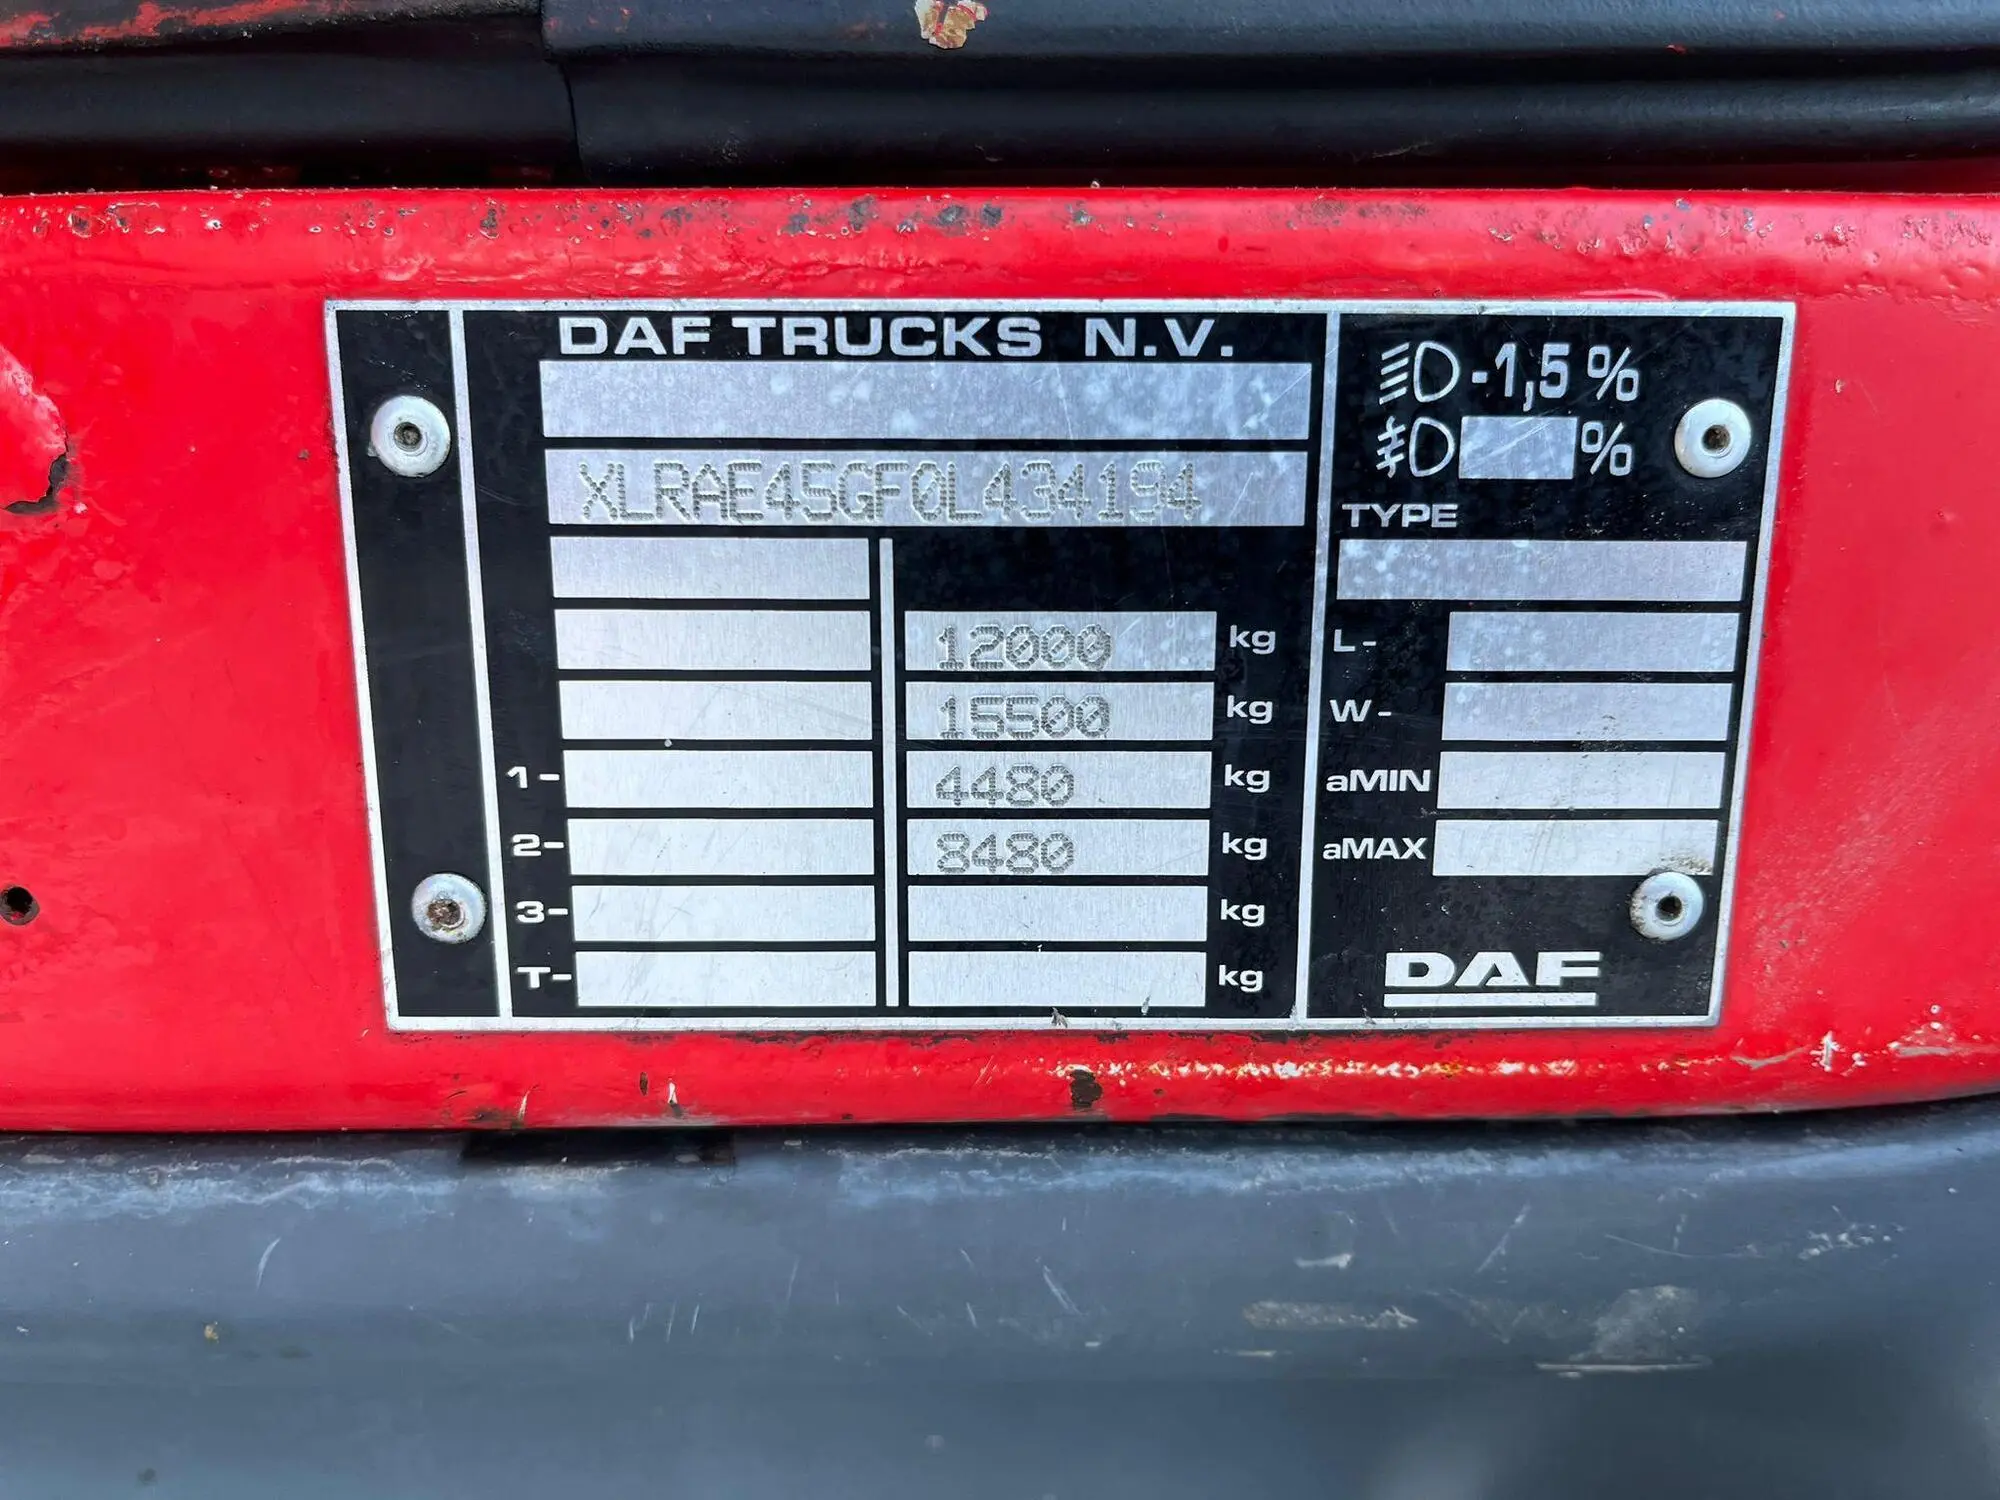 DAF TRUCKS N.V.
XLRAE45GF0L434194
12000 kg
15500 kg
1- 4480 kg
2- 8480 kg
3- kg
T- kg
-1,5 %
%
TYPE
L-
W-
aMIN
aMAX
DAF